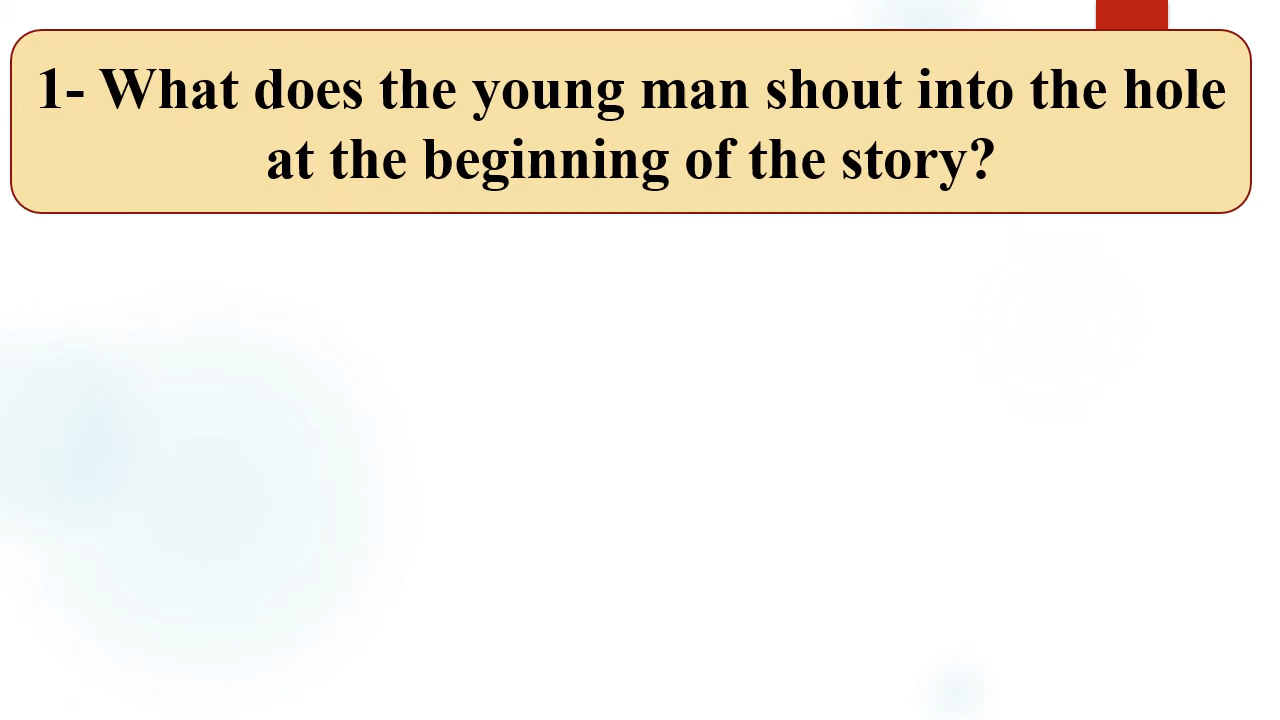 1- What does the young man shout into the hole
at the beginning of the story?